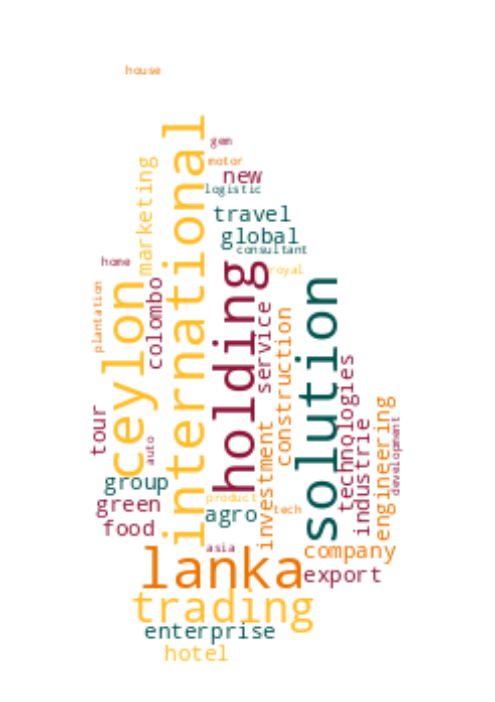 house
international
gem
motor
marketing
new
logistic
travel
global
consultant
home
royal
holding
ceylon
colombo
plantation
solution
service
construction
technologies
tour
auto
investment
engineering
industrie
development
group
green
product
agro
tech
food
asia
lanka
company
export
trading
enterprise
hotel